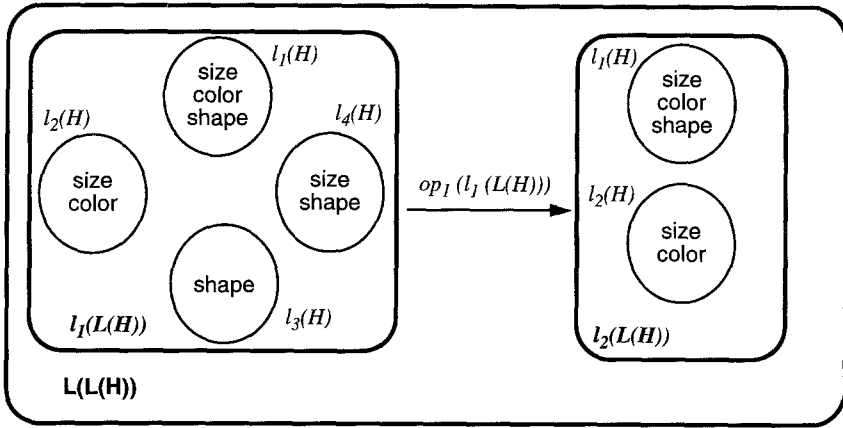 l₁(H)
size
color
shape
l₂(H)
size
color
l₄(H)
size
shape
shape
l₃(H)
l₁(L(H))
op₁ (l₁ (L(H)))
l₁(H)
size
color
shape
l₂(H)
size
color
l₂(L(H))
L(L(H))